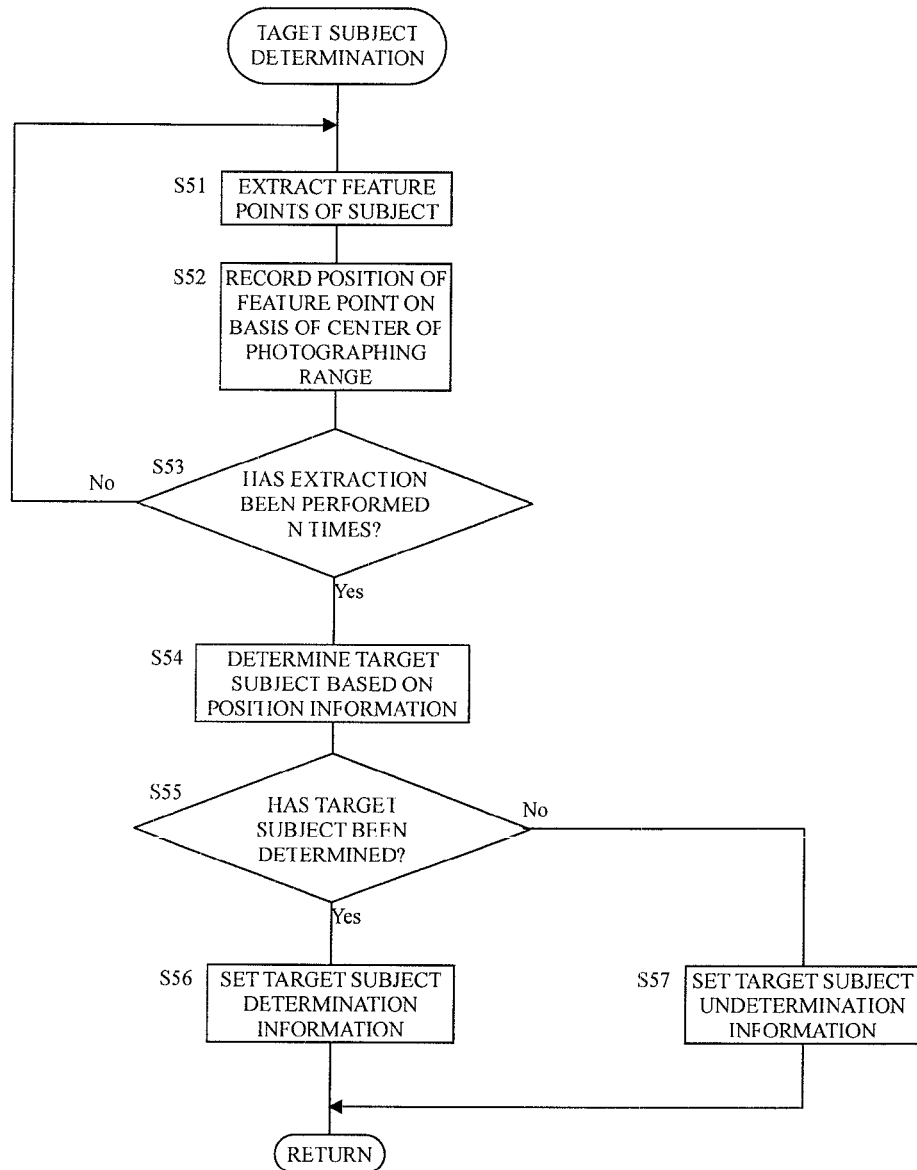 TAGET SUBJECT
DETERMINATION
S51
EXTRACT FEATURE
POINTS OF SUBJECT
S52
RECORD POSITION OF
FEATURE POINT ON
BASIS OF CENTER OF
PHOTOGRAPHING
RANGE
S53
No
HAS EXTRACTION
BEEN PERFORMED
N TIMES?
Yes
S54
DETERMINE TARGET
SUBJECT BASED ON
POSITION INFORMATION
S55
HAS TARGET
SUBJECT BEEN
DETERMINED?
No
Yes
S56
SET TARGET SUBJECT
DETERMINATION
INFORMATION
S57
SET TARGET SUBJECT
UNDETERMINATION
INFORMATION
RETURN